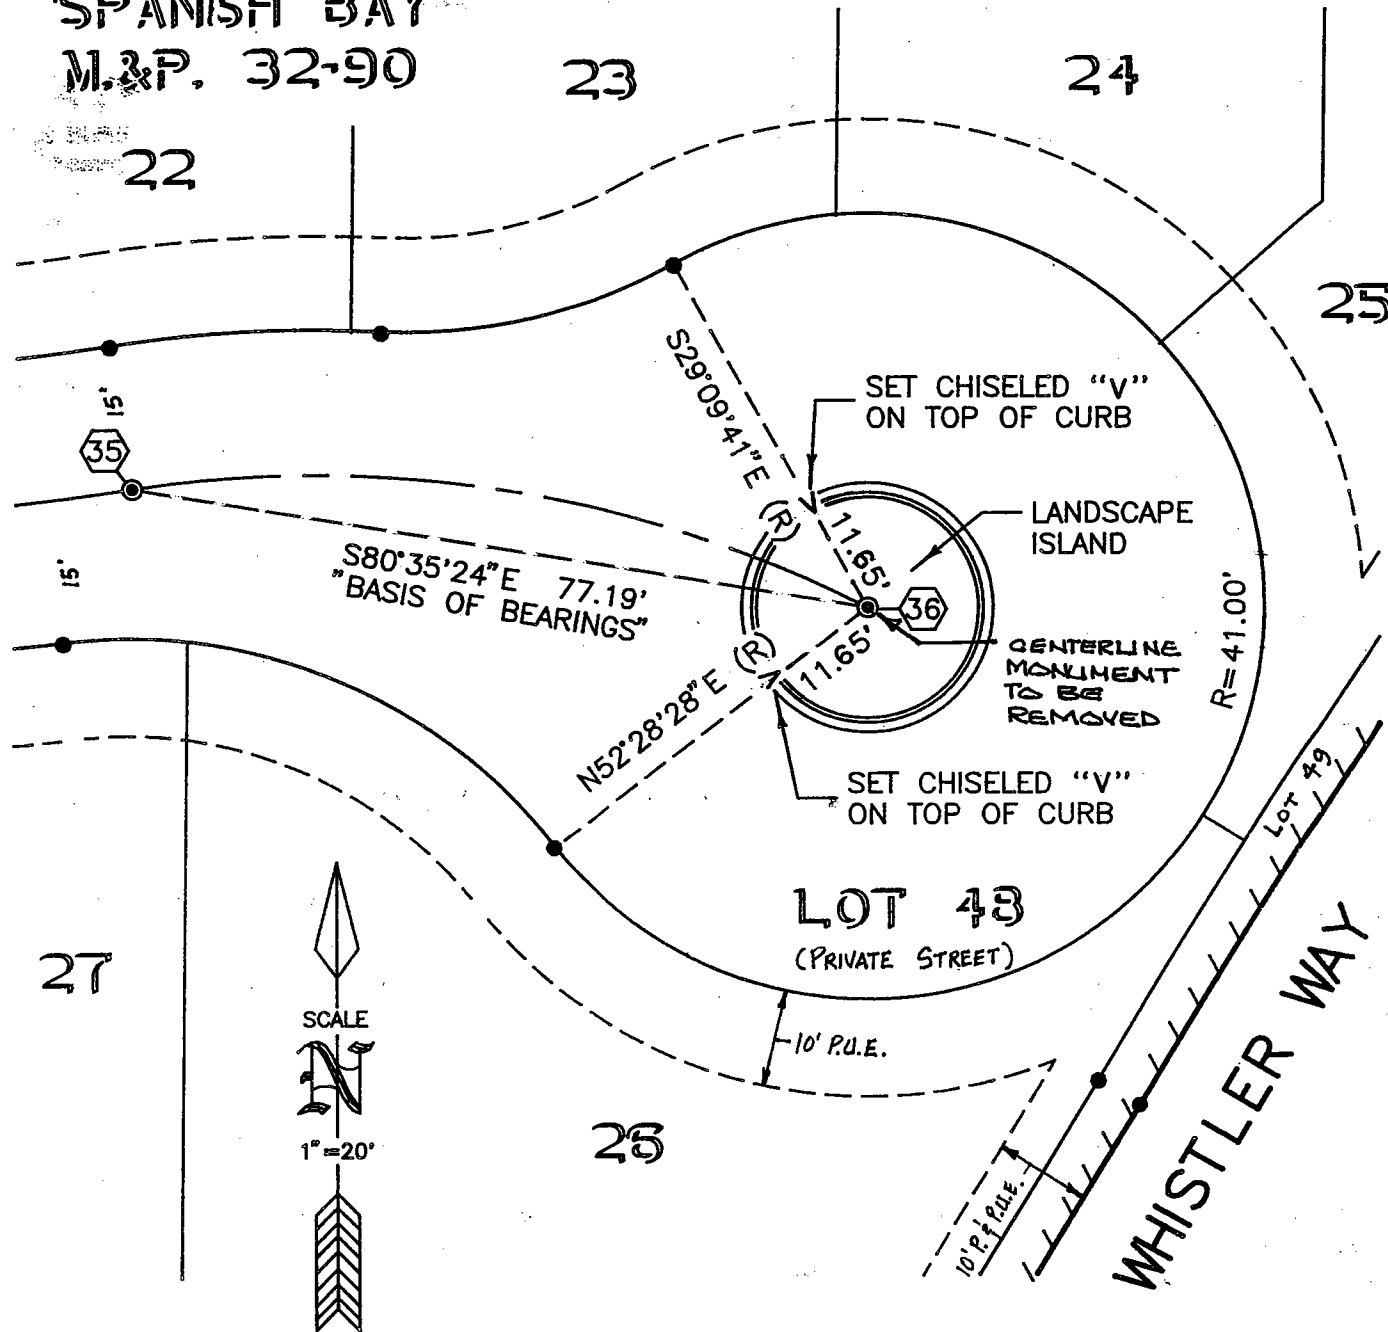 SPANISH BAY
M.&P. 32-90
23
24
22
25
S29°09'41"E (R)
SET CHISELED "V"
ON TOP OF CURB
15'
35
LANDSCAPE
ISLAND
11.65'
S80°35'24"E 77.19'
"BASIS OF BEARINGS"
15'
36
R=41.00'
11.65'
CENTERLINE
MONUMENT
TO BE
REMOVED
N52°28'28"E (R)
SET CHISELED "V"
ON TOP OF CURB
LOT 49
LOT 48
(PRIVATE STREET)
27
SCALE
N
1"=20'
10' P.U.E.
26
10' P. & P.U.E.
WHISTLER WAY